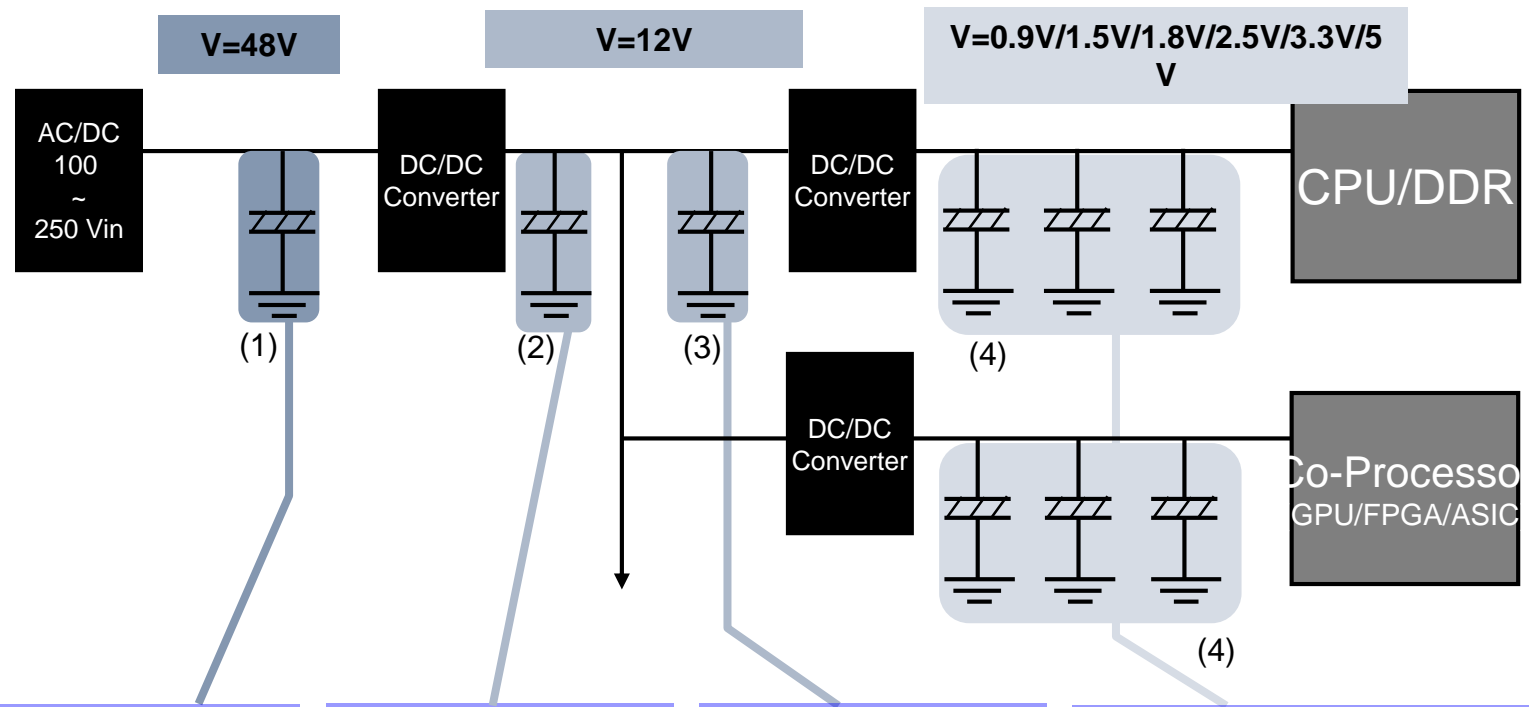 V=48V
V=12V
V=0.9V/1.5V/1.8V/2.5V/3.3V/5
V
AC/DC
100
~
250 Vin
DC/DC
Converter
DC/DC
Converter
CPU/DDR
(1)
(2)
(3)
(4)
DC/DC
Converter
Co-Processo
GPU/FPGA/ASIC
(4)